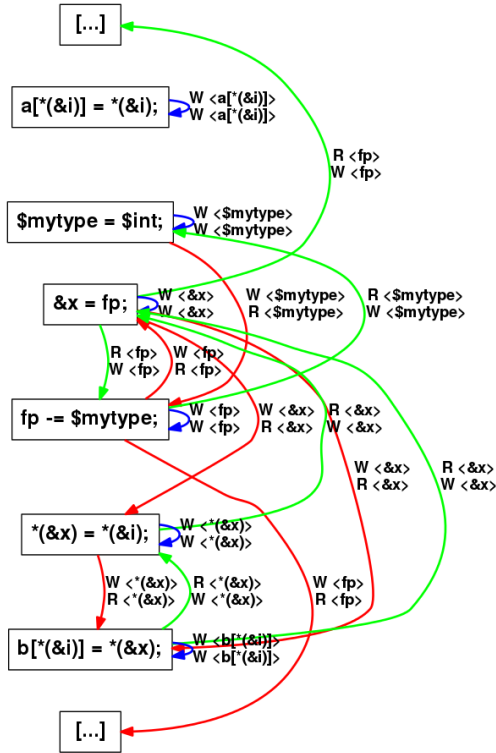 [...]
a[*(&i)] = *(&i);
W <a[*(&i)]>
W <a[*(&i)]>
R <fp>
W <fp>
$mytype = $int;
W <$mytype>
W <$mytype>
&x = fp;
W <&x>
W <&x>
W <$mytype>
R <$mytype>
R <$mytype>
W <$mytype>
R <fp>
W <fp>
W <fp>
R <fp>
fp -= $mytype;
W <fp>
W <fp>
W <&x>
R <&x>
R <&x>
W <&x>
W <&x>
R <&x>
R <&x>
W <&x>
*(&x) = *(&i);
W <*(&x)>
W <*(&x)>
W <*(&x)>
R <*(&x)>
R <*(&x)>
W <*(&x)>
W <fp>
R <fp>
b[*(&i)] = *(&x);
W <b[*(&i)]>
W <b[*(&i)]>
[...]